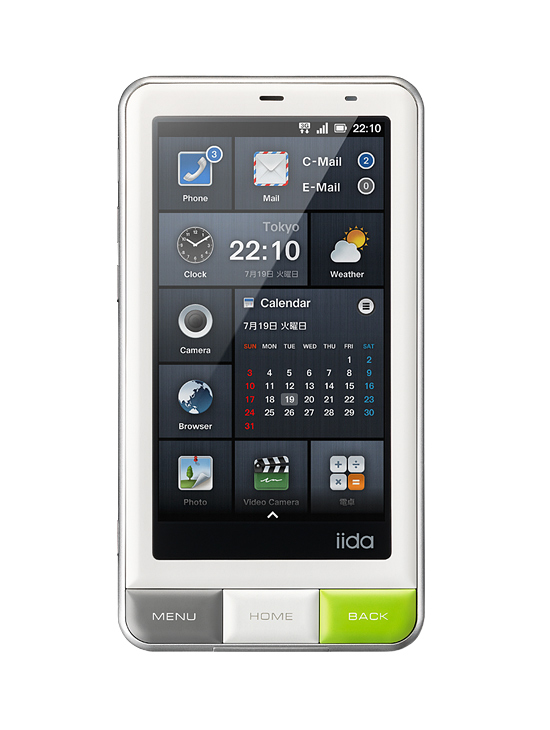 3G 22:10
3
Phone
Mail
C-Mail 2
E-Mail 0
Clock
Tokyo
22:10
7月19日 火曜日
Weather
Camera
Calendar
7月19日 火曜日
SUN MON TUE WED THU FRI SAT
1 2
3 4 5 6 7 8 9
10 11 12 13 14 15 16
17 18 19 20 21 22 23
24 25 26 27 28 29 30
31
Browser
Photo
Video Camera
電卓
iida
MENU HOME BACK